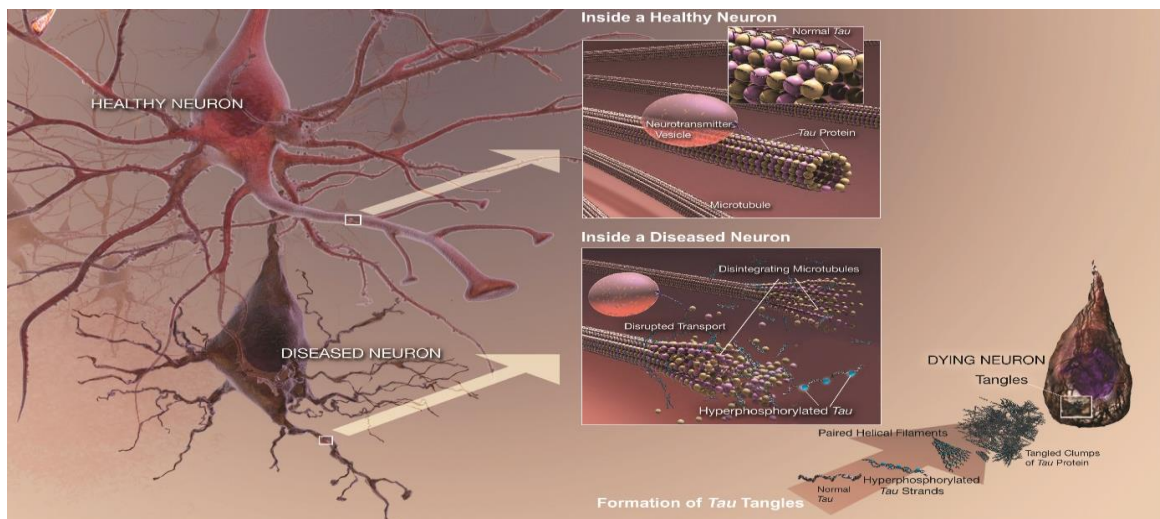 HEALTHY NEURON
DISEASED NEURON
Inside a Healthy Neuron
Normal Tau
Neurotransmitter
Vesicle
Tau Protein
Microtubule
Inside a Diseased Neuron
Disintegrating Microtubules
Disrupted Transport
Hyperphosphorylated Tau
DYING NEURON
Tangles
Paired Helical Filaments
Tangled Clumps
of Tau Protein
Normal
Tau
Hyperphosphorylated
Tau Strands
Formation of Tau Tangles